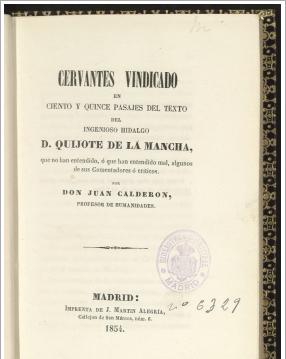 CERVANTES VINDICADO
EN
CIENTO Y QUINCE PASAJES DEL TEXTO
DEL
INGENIOSO HIDALGO
D. QUIJOTE DE LA MANCHA,
que no han entendido, ó que han entendido mal, algunos
de sus Comentadores ó críticos.
POR
DON JUAN CALDERON,
PROFESOR DE HUMANIDADES.
MADRID:
IMPRENTA DE J. MARTIN ALEGRÍA,
Callejon de San Márcos, núm. 6.
1854.
nº 6329